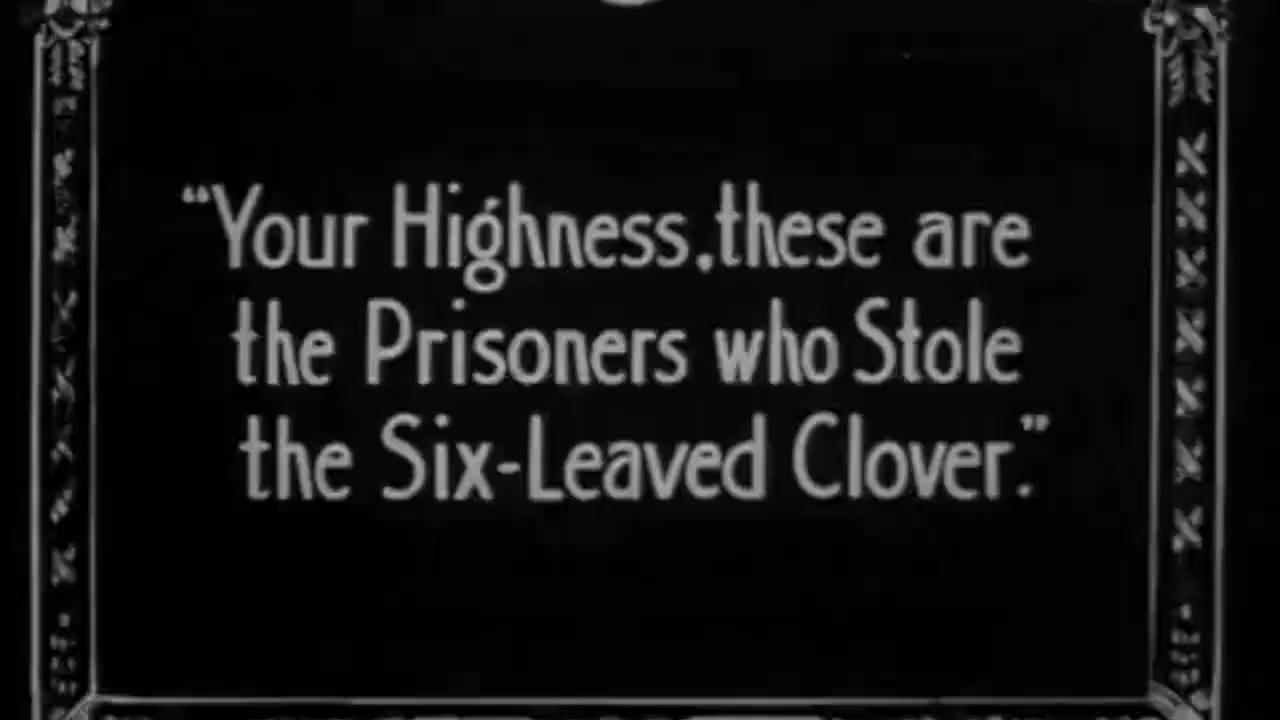 “Your Highness, these are
the Prisoners who Stole
the Six-Leaved Clover.”